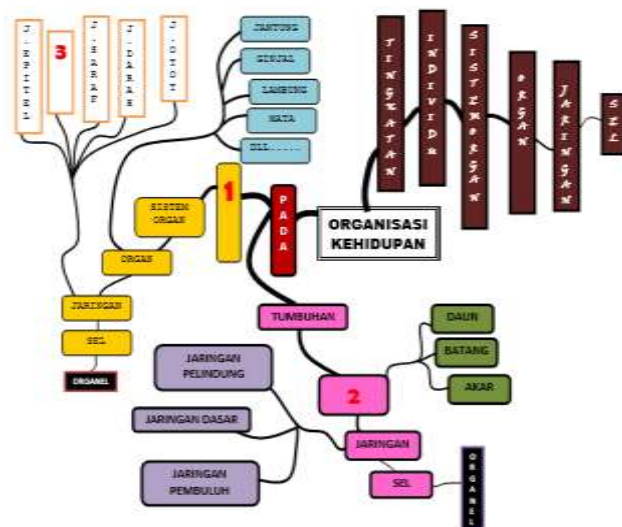 J.EPITEL
3
J.SARAF
J.DARAH
J.OTOT
JANTUNG
GINJAL
LAMBUNG
MATA
DLL......
TINGKATAN
INDIVIDU
SISTEM ORGAN
ORGAN
JARINGAN
SEL
SISTEM
ORGAN
1
PADA
ORGANISASI
KEHIDUPAN
ORGAN
JARINGAN
SEL
ORGANEL
TUMBUHAN
DAUN
BATANG
AKAR
2
JARINGAN
PELINDUNG
JARINGAN DASAR
JARINGAN
PEMBULUH
JARINGAN
SEL
ORGANEL